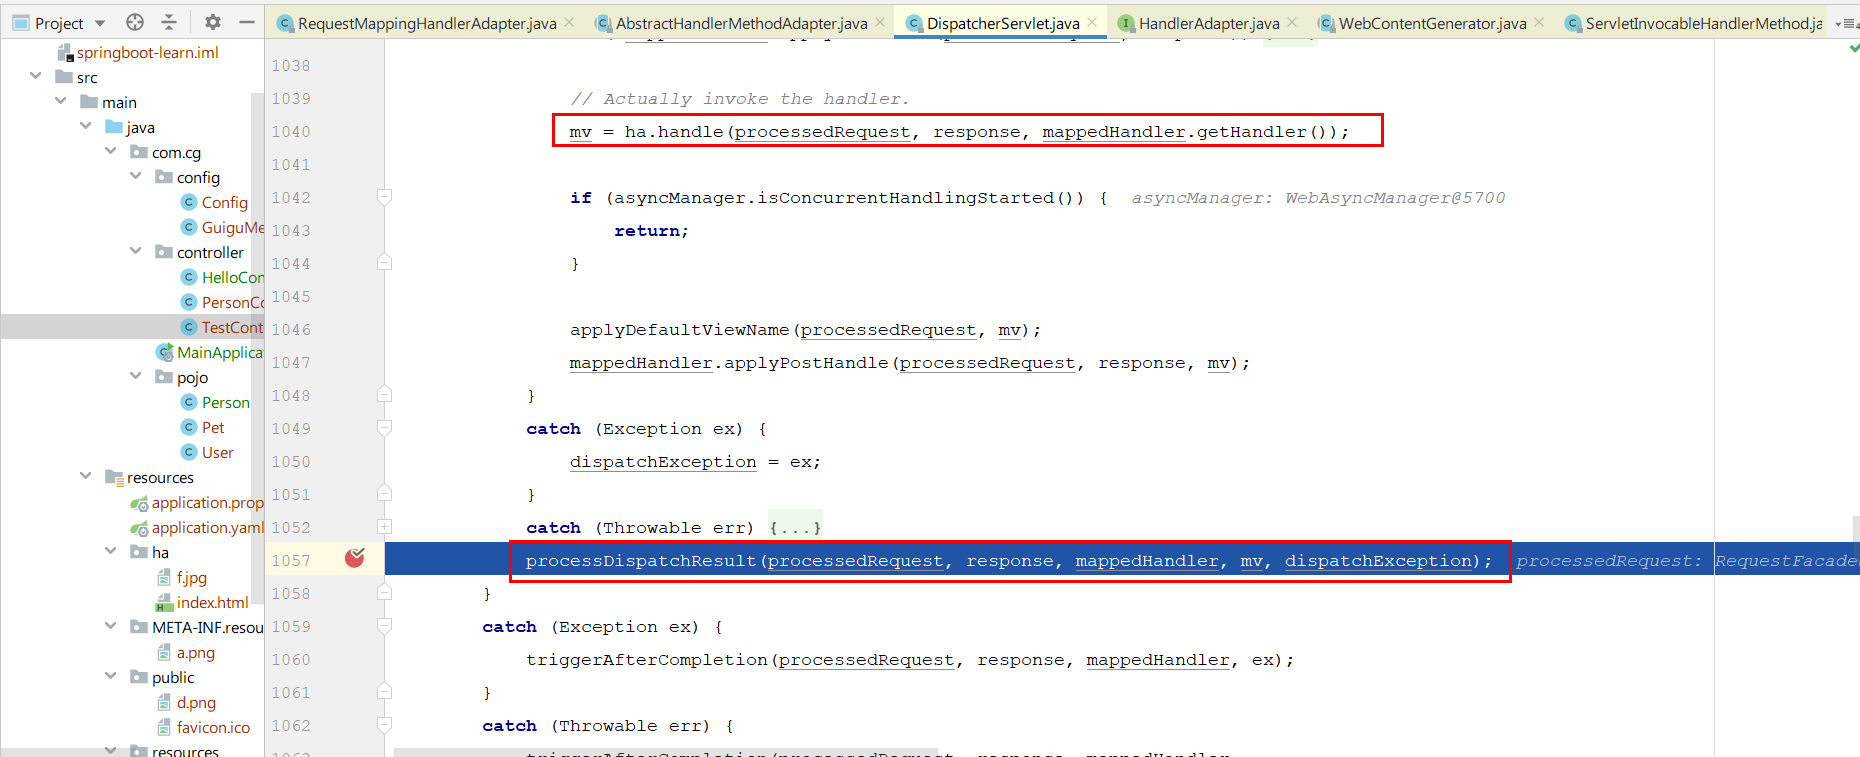 Project
RequestMappingHandlerAdapter.java
AbstractHandlerMethodAdapter.java
DispatcherServlet.java
HandlerAdapter.java
WebContentGenerator.java
ServletInvocableHandlerMethod.ja
springboot-learn.iml
src
main
java
com.cg
config
Config
GuiguMe
controller
HelloCon
PersonCo
TestCont
MainApplica
pojo
Person
Pet
User
resources
application.prop
application.yaml
ha
f.jpg
index.html
META-INF.resou
a.png
public
d.png
favicon.ico
resources
1038
1039 // Actually invoke the handler.
1040 mv = ha.handle(processedRequest, response, mappedHandler.getHandler());
1041
1042 if (asyncManager.isConcurrentHandlingStarted()) { asyncManager: WebAsyncManager@5700
1043 return;
1044 }
1045
1046 applyDefaultViewName(processedRequest, mv);
1047 mappedHandler.applyPostHandle(processedRequest, response, mv);
1048 }
1049 catch (Exception ex) {
1050 dispatchException = ex;
1051 }
1052 catch (Throwable err) {...}
1057 processDispatchResult(processedRequest, response, mappedHandler, mv, dispatchException); processedRequest: RequestFacade
1058 }
1059 catch (Exception ex) {
1060 triggerAfterCompletion(processedRequest, response, mappedHandler, ex);
1061 }
1062 catch (Throwable err) {